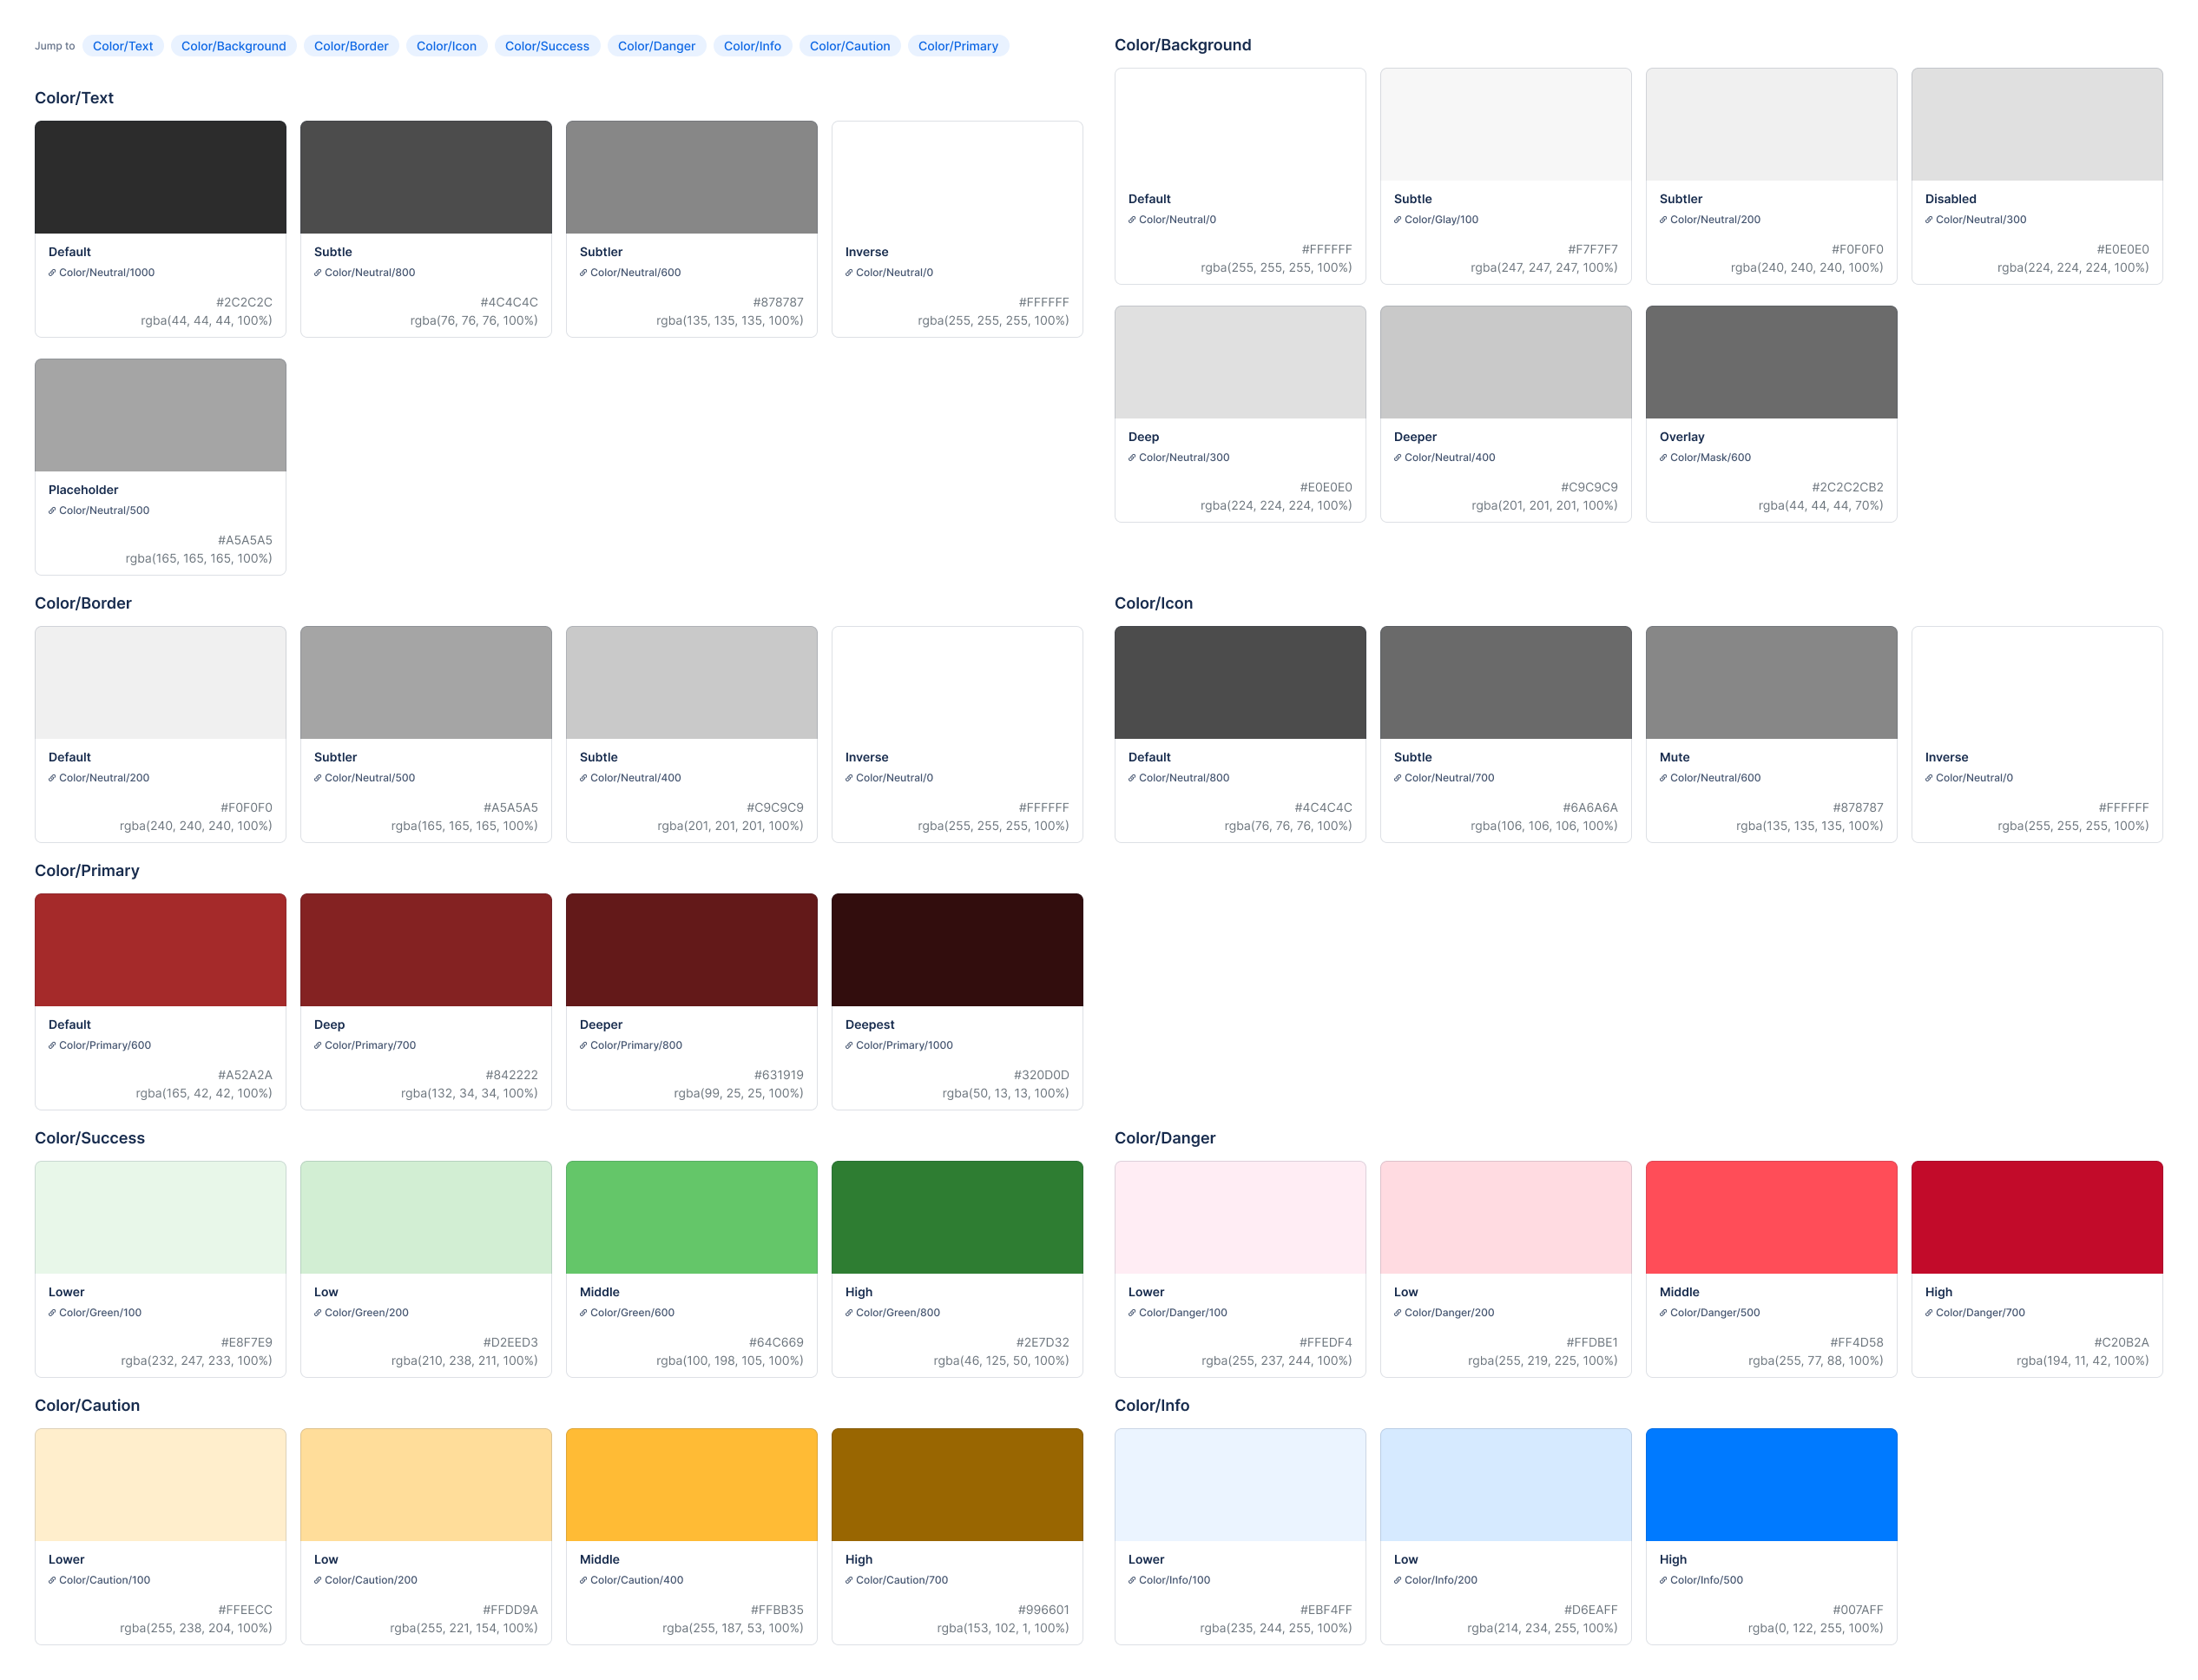 Jump to Color/Text Color/Background Color/Border Color/Icon Color/Success Color/Danger Color/Info Color/Caution Color/Primary
Color/Text
Default
Color/Neutral/1000
#2C2C2C
rgba(44, 44, 44, 100%)
Subtle
Color/Neutral/800
#4C4C4C
rgba(76, 76, 76, 100%)
Subtler
Color/Neutral/600
#878787
rgba(135, 135, 135, 100%)
Inverse
Color/Neutral/0
#FFFFFF
rgba(255, 255, 255, 100%)
Placeholder
Color/Neutral/500
#A5A5A5
rgba(165, 165, 165, 100%)
Color/Background
Default
Color/Neutral/0
#FFFFFF
rgba(255, 255, 255, 100%)
Subtle
Color/Glay/100
#F7F7F7
rgba(247, 247, 247, 100%)
Subtler
Color/Neutral/200
#F0F0F0
rgba(240, 240, 240, 100%)
Disabled
Color/Neutral/300
#E0E0E0
rgba(224, 224, 224, 100%)
Deep
Color/Neutral/300
#E0E0E0
rgba(224, 224, 224, 100%)
Deeper
Color/Neutral/400
#C9C9C9
rgba(201, 201, 201, 100%)
Overlay
Color/Mask/600
#2C2C2CB2
rgba(44, 44, 44, 70%)
Color/Border
Default
Color/Neutral/200
#F0F0F0
rgba(240, 240, 240, 100%)
Subtler
Color/Neutral/500
#A5A5A5
rgba(165, 165, 165, 100%)
Subtle
Color/Neutral/400
#C9C9C9
rgba(201, 201, 201, 100%)
Inverse
Color/Neutral/0
#FFFFFF
rgba(255, 255, 255, 100%)
Color/Icon
Default
Color/Neutral/800
#4C4C4C
rgba(76, 76, 76, 100%)
Subtle
Color/Neutral/700
#6A6A6A
rgba(106, 106, 106, 100%)
Mute
Color/Neutral/600
#878787
rgba(135, 135, 135, 100%)
Inverse
Color/Neutral/0
#FFFFFF
rgba(255, 255, 255, 100%)
Color/Primary
Default
Color/Primary/600
#A52A2A
rgba(165, 42, 42, 100%)
Deep
Color/Primary/700
#842222
rgba(132, 34, 34, 100%)
Deeper
Color/Primary/800
#631919
rgba(99, 25, 25, 100%)
Deepest
Color/Primary/1000
#320D0D
rgba(50, 13, 13, 100%)
Color/Success
Lower
Color/Green/100
#E8F7E9
rgba(232, 247, 233, 100%)
Low
Color/Green/200
#D2EED3
rgba(210, 238, 211, 100%)
Middle
Color/Green/600
#64C669
rgba(100, 198, 105, 100%)
High
Color/Green/800
#2E7D32
rgba(46, 125, 50, 100%)
Color/Danger
Lower
Color/Danger/100
#FFEDF4
rgba(255, 237, 244, 100%)
Low
Color/Danger/200
#FFDBE1
rgba(255, 219, 225, 100%)
Middle
Color/Danger/500
#FF4D58
rgba(255, 77, 88, 100%)
High
Color/Danger/700
#C20B2A
rgba(194, 11, 42, 100%)
Color/Caution
Lower
Color/Caution/100
#FFEECC
rgba(255, 238, 204, 100%)
Low
Color/Caution/200
#FFDD9A
rgba(255, 221, 154, 100%)
Middle
Color/Caution/400
#FFBB35
rgba(255, 187, 53, 100%)
High
Color/Caution/700
#996601
rgba(153, 102, 1, 100%)
Color/Info
Lower
Color/Info/100
#EBF4FF
rgba(235, 244, 255, 100%)
Low
Color/Info/200
#D6EAFF
rgba(214, 234, 255, 100%)
High
Color/Info/500
#007AFF
rgba(0, 122, 255, 100%)